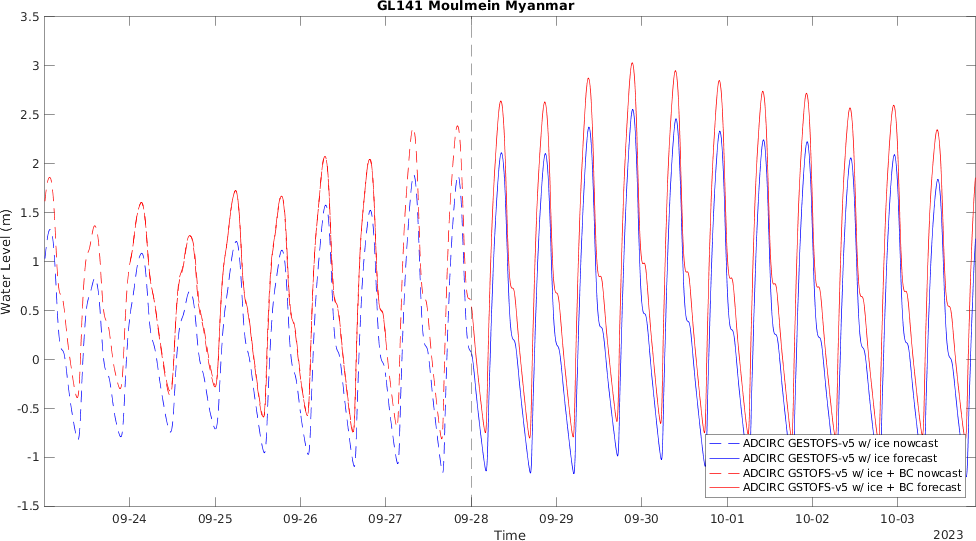 GL141 Moulmein Myanmar
3.5
3
2.5
2
1.5
1
0.5
0
-0.5
-1
-1.5
Water Level (m)
ADCIRC GESTOFS-v5 w/ ice nowcast
ADCIRC GESTOFS-v5 w/ ice forecast
ADCIRC GSTOFS-v5 w/ ice + BC nowcast
ADCIRC GSTOFS-v5 w/ ice + BC forecast
09-24 09-25 09-26 09-27 09-28 09-29 09-30 10-01 10-02 10-03
Time
2023